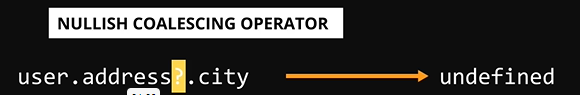 NULLISH COALESCING OPERATOR
user.address?.city undefined